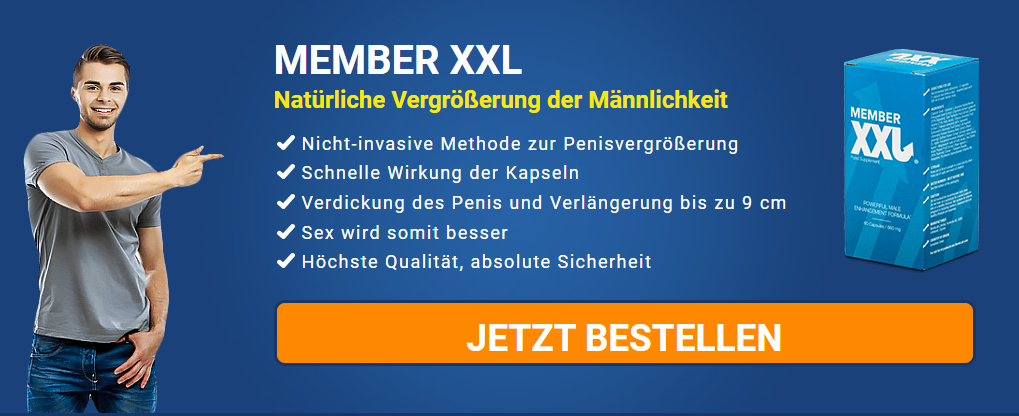 MEMBER XXL
Natürliche Vergrößerung der Männlichkeit
Nicht-invasive Methode zur Penisvergrößerung
Schnelle Wirkung der Kapseln
Verdickung des Penis und Verlängerung bis zu 9 cm
Sex wird somit besser
Höchste Qualität, absolute Sicherheit
JETZT BESTELLEN
MEMBER
XXL
Food Supplement
POWERFUL MALE
ENHANCEMENT FORMULA